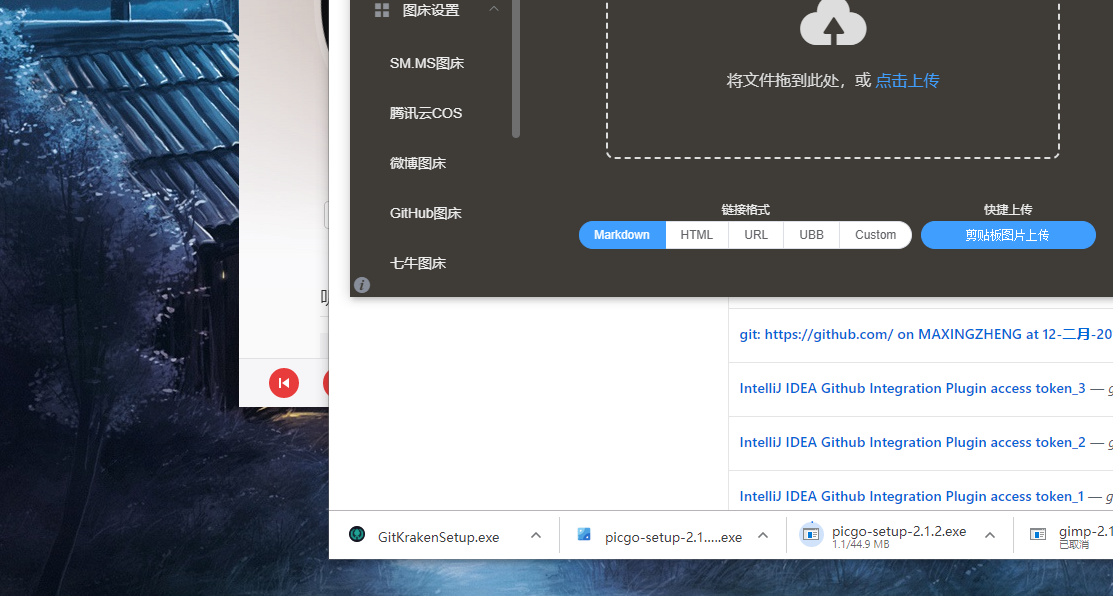 图床设置
SM.MS图床
腾讯云COS
微博图床
GitHub图床
七牛图床
将文件拖到此处，或 点击上传
链接格式
快捷上传
Markdown HTML URL UBB Custom
剪贴板图片上传
git: https://github.com/ on MAXINGZHENG at 12-二月-20
IntelliJ IDEA Github Integration Plugin access token_3 — g
IntelliJ IDEA Github Integration Plugin access token_2 — g
IntelliJ IDEA Github Integration Plugin access token_1 — g
GitKrakenSetup.exe
picgo-setup-2.1.....exe
picgo-setup-2.1.2.exe
1.1/44.9 MB
gimp-2.1
已取消